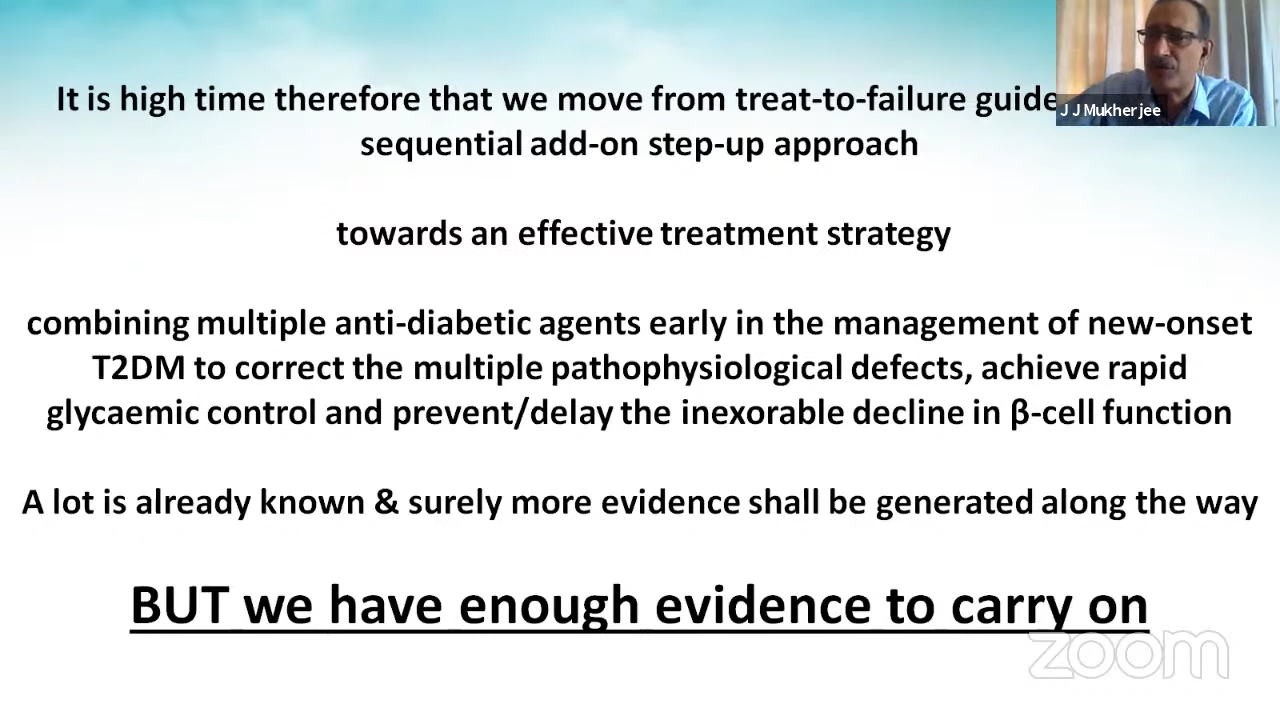 It is high time therefore that we move from treat-to-failure guide
sequential add-on step-up approach
towards an effective treatment strategy
combining multiple anti-diabetic agents early in the management of new-onset
T2DM to correct the multiple pathophysiological defects, achieve rapid
glycaemic control and prevent/delay the inexorable decline in β-cell function
A lot is already known & surely more evidence shall be generated along the way
BUT we have enough evidence to carry on
J J Mukherjee
zoom